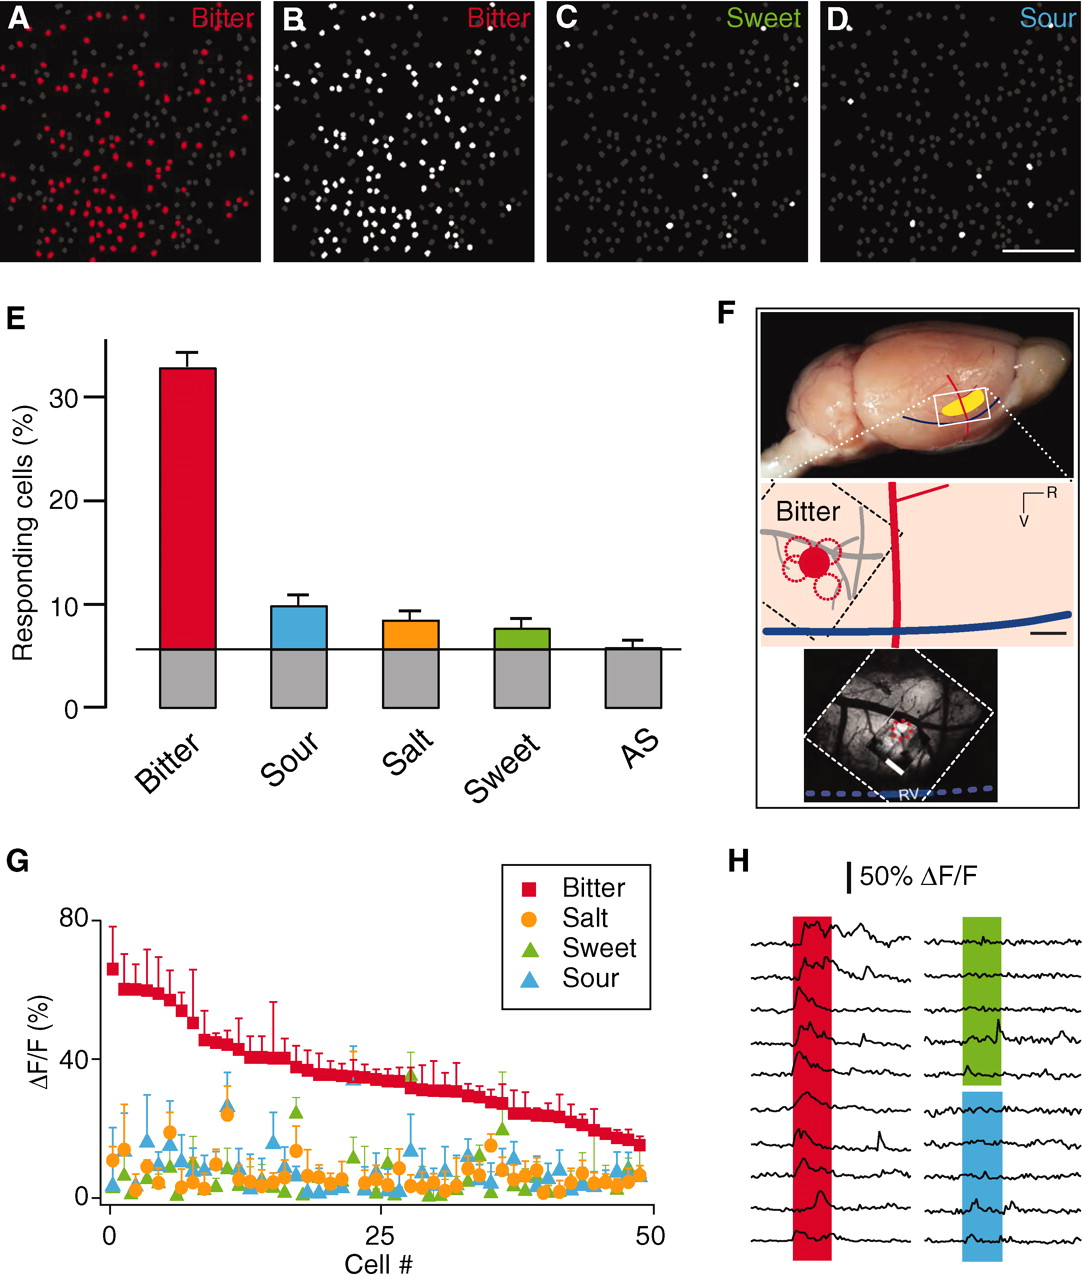 A Bitter
B Bitter
C Sweet
D Sour
E
Responding cells (%)
30
20
10
0
Bitter
Sour
Salt
Sweet
AS
F
Bitter
R
V
RV
G
Bitter
Salt
Sweet
Sour
ΔF/F (%)
80
40
0
0
25
50
Cell #
H
50% ΔF/F